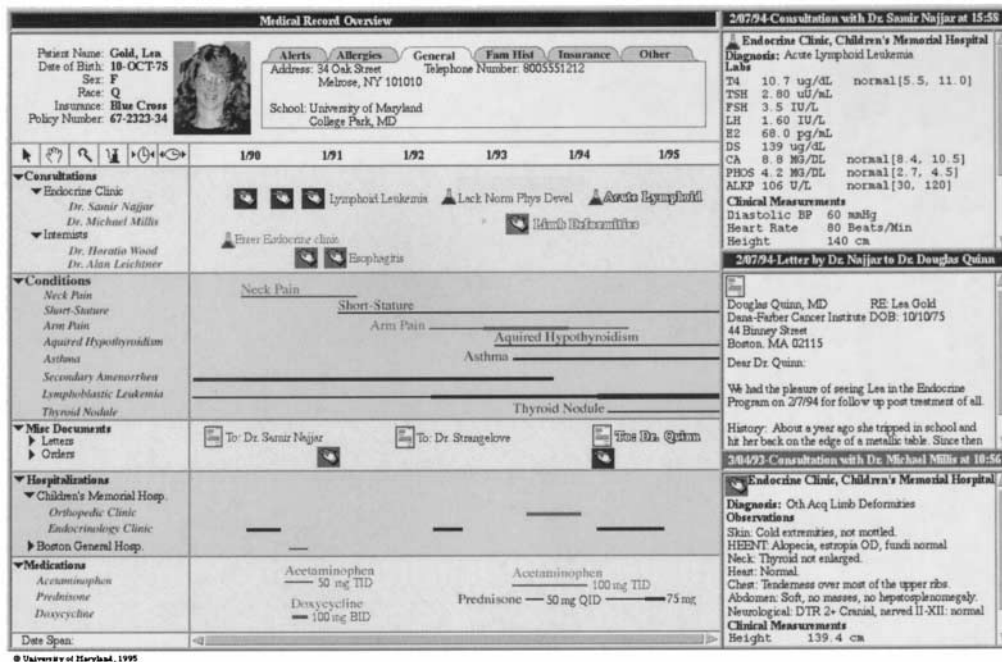 Medical Record Overview
Patient Name: Gold, Lea
Date of Birth: 10-OCT-75
Sex: F
Race: Q
Insurance: Blue Cross
Policy Number: 67-2323-34
Alerts Allergies General Fam Hist Insurance Other
Address: 34 Oak Street Telephone Number: 8005551212
Melrose, NY 101010
School: University of Maryland
College Park, MD
1/90 1/91 1/92 1/93 1/94 1/95
Consultations
Endocrine Clinic
Dr. Samir Najjar
Lymphoid Leukemia Lack Norm Phys Devel Acute Lymphoid
Dr. Michael Millis
Limb Deformities
Internists
Dr. Horatio Wood
Enter Endocrine clinic
Dr. Alan Leichtner
Esophagitis
Conditions
Neck Pain
Neck Pain
Short-Stature
Short-Stature
Arm Pain
Arm Pain
Aquired Hypothyroidism
Aquired Hypothyroidism
Asthma
Asthma
Secondary Amenorrhea
Lymphoblastic Leukemia
Thyroid Nodule
Thyroid Nodule
Misc Documents
Letters
Orders
To: Dr. Samir Najjar To: Dr. Strangelove To: Dr. Quinn
Hospitalizations
Children's Memorial Hosp.
Orthopedic Clinic
Endocrinology Clinic
Boston General Hosp.
Medications
Acetaminophen
Prednisone
Doxycycline
Acetaminophen
50 mg TID
Doxycycline
100 mg BID
Acetaminophen
100 mg TID
Prednisone 50 mg QID 75 mg
Date Span:
© University of Maryland, 1995
2/07/94-Consultation with Dr. Samir Najjar at 15:58
Endocrine Clinic, Children's Memorial Hospital
Diagnosis: Acute Lymphoid Leukemia
Labs
T4 10.7 ug/dL normal[5.5, 11.0]
TSH 2.80 uU/mL
FSH 3.5 IU/L
LH 1.60 IU/L
E2 68.0 pg/mL
DS 139 ug/dL
CA 8.8 MG/DL normal[8.4, 10.5]
PHOS 4.2 MG/DL normal[2.7, 4.5]
ALKP 106 U/L normal[30, 120]
Clinical Measurements
Diastolic BP 60 mmHg
Heart Rate 80 Beats/Min
Height 140 cm
2/07/94-Letter by Dr. Najjar to Dr. Douglas Quinn
Douglas Quinn, MD RE: Lea Gold
Dana-Farber Cancer Institute DOB: 10/10/75
44 Binney Street
Boston, MA 02115
Dear Dr. Quinn:
We had the pleasure of seeing Lea in the Endocrine
Program on 2/7/94 for follow up post treatment of all.
History: About a year ago she tripped in school and
hit her back on the edge of a metallic table. Since then
3/04/93-Consultation with Dr. Michael Millis at 10:56
Endocrine Clinic, Children's Memorial Hospital
Diagnosis: Oth Acq Limb Deformities
Observations
Skin: Cold extremities, not mottled.
HEENT: Alopecia, estropia OD, fundi normal
Neck: Thyroid not enlarged.
Heart: Normal.
Chest: Tenderness over most of the upper ribs.
Abdomen: Soft, no masses, no hepatosplenomegaly.
Neurological: DTR 2+ Cranial, nerved II-XII: normal
Clinical Measurements
Height 139.4 cm